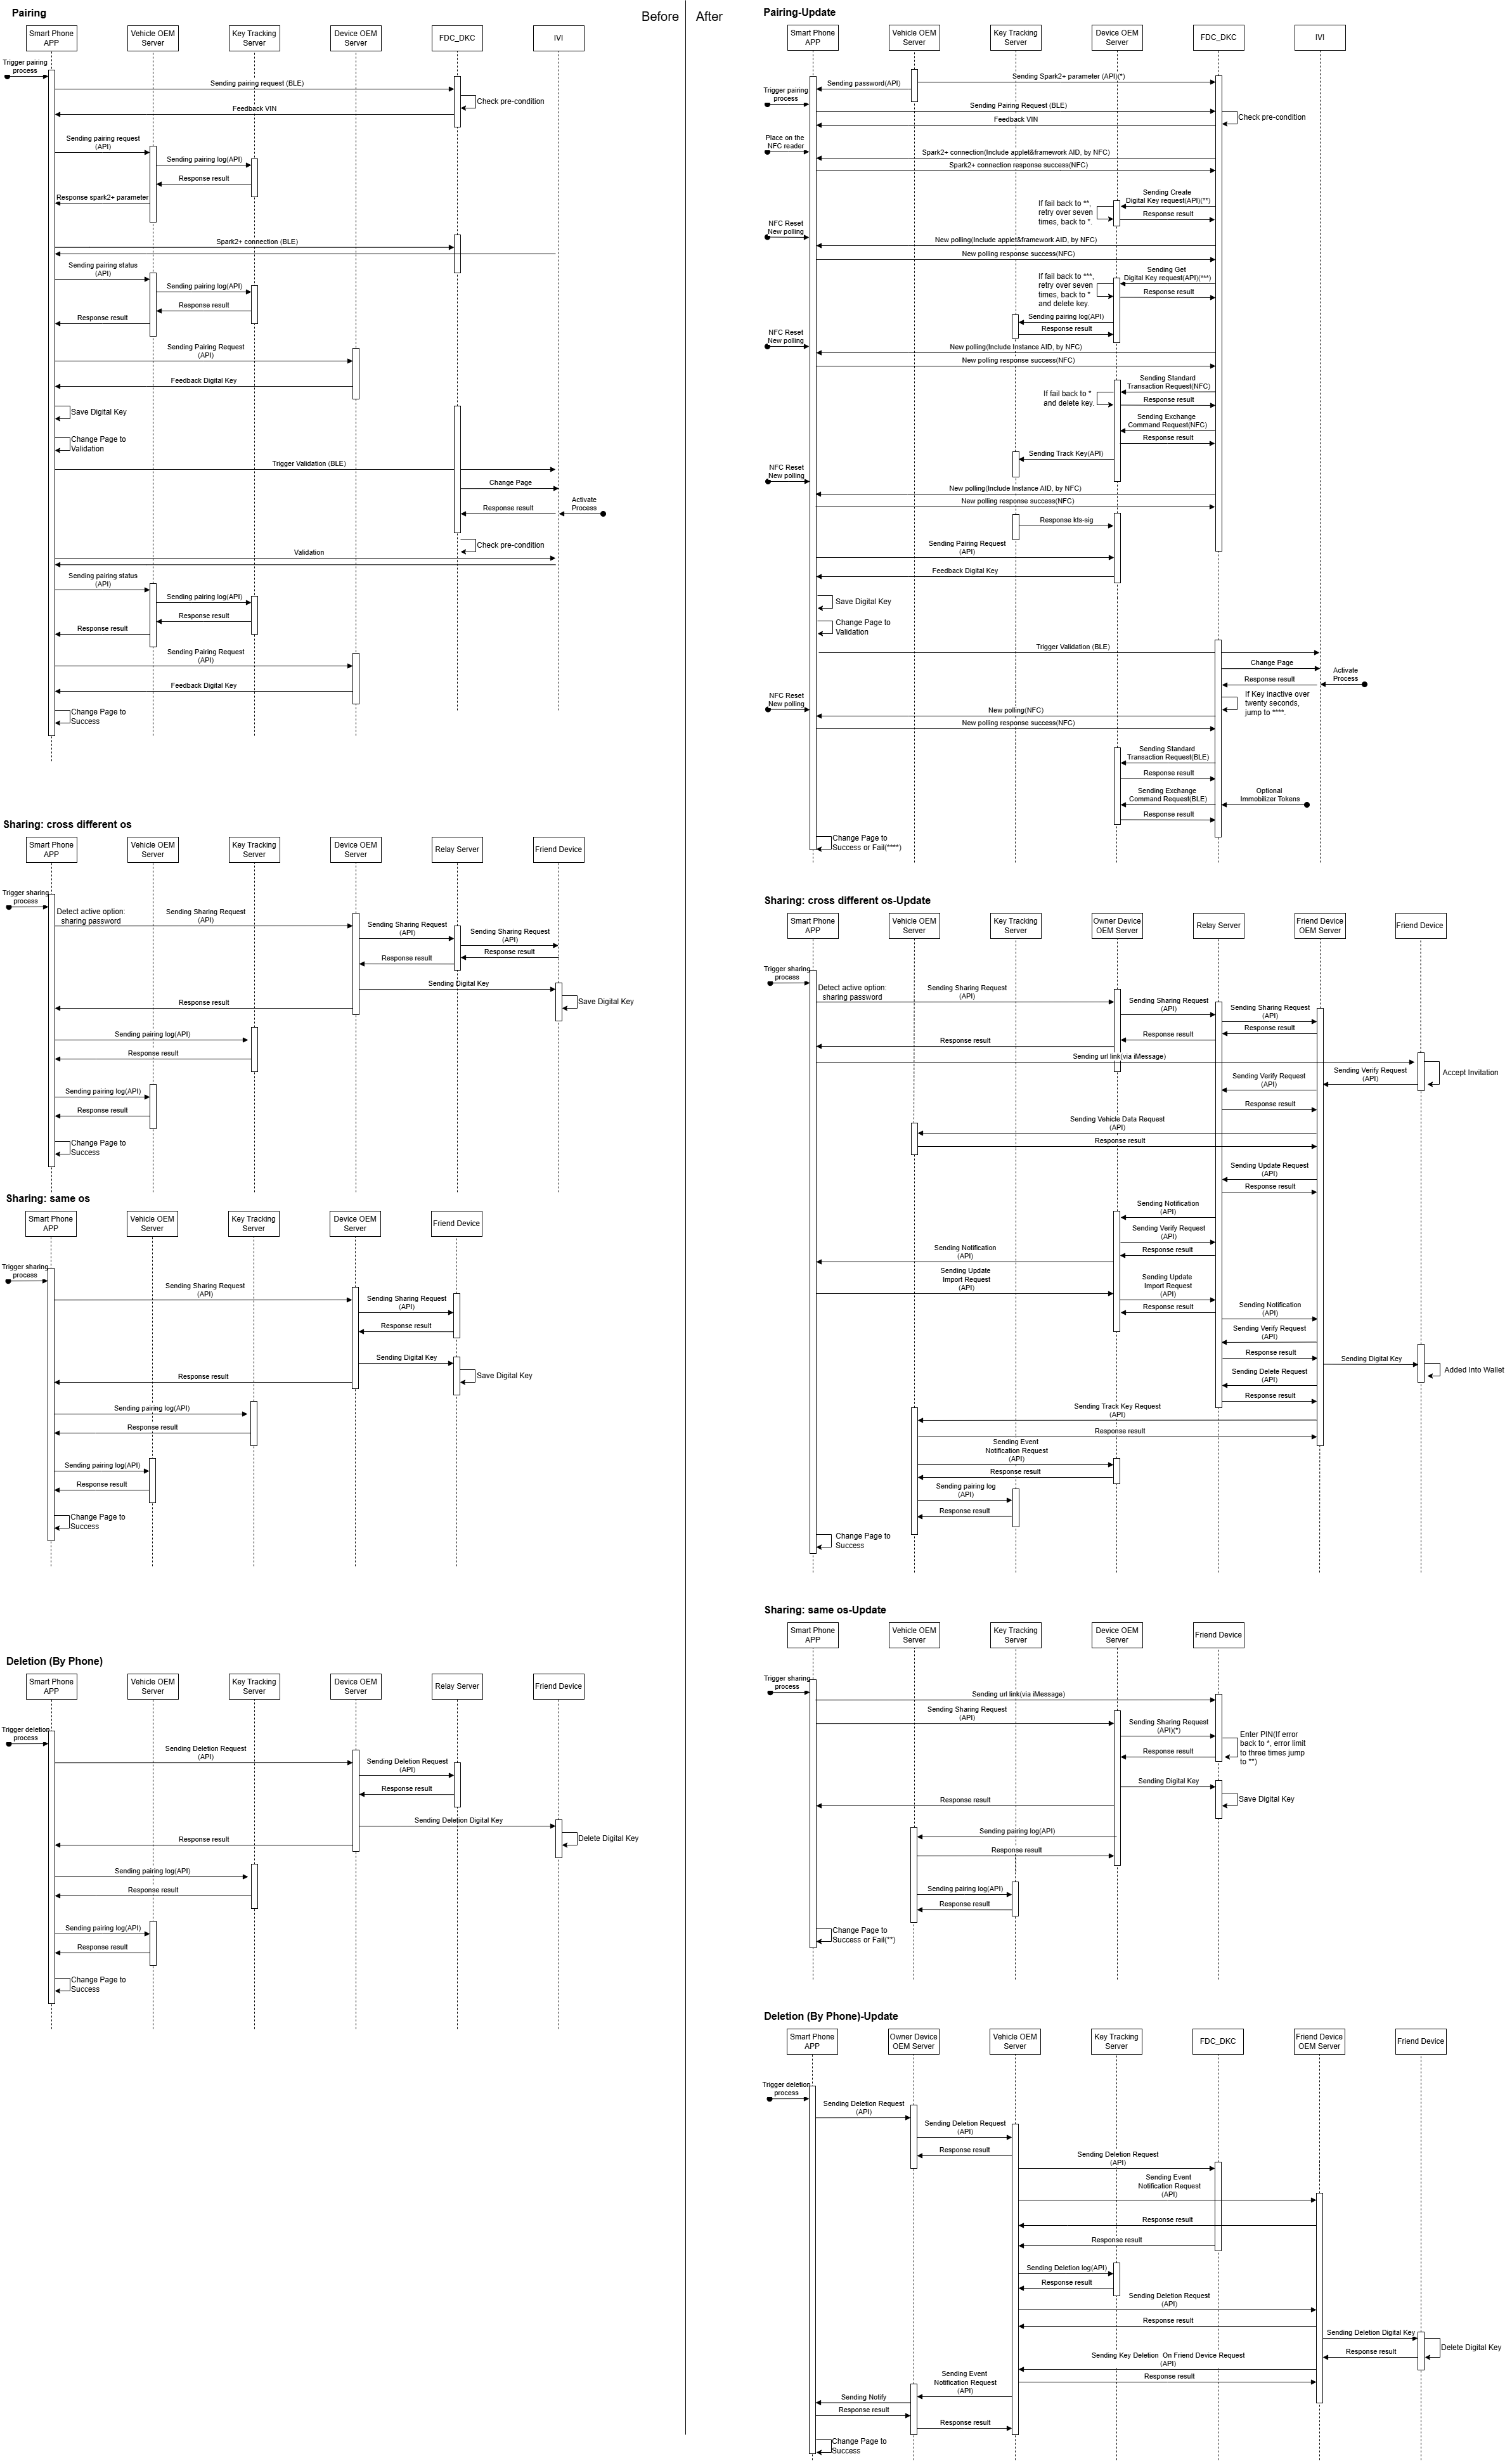 Pairing
Before
After
Smart Phone
APP
Vehicle OEM
Server
Key Tracking
Server
Device OEM
Server
FDC_DKC
IVI
Trigger pairing
process
Sending pairing request (BLE)
Check pre-condition
Feedback VIN
Sending pairing request
(API)
Sending pairing log(API)
Response result
Response spark2+ parameter
Spark2+ connection (BLE)
Sending pairing status
(API)
Sending pairing log(API)
Response result
Response result
Sending Pairing Request
(API)
Feedback Digital Key
Save Digital Key
Change Page to
Validation
Trigger Validation (BLE)
Change Page
Activate
Process
Response result
Check pre-condition
Validation
Sending pairing status
(API)
Sending pairing log(API)
Response result
Response result
Sending Pairing Request
(API)
Feedback Digital Key
Change Page to
Success
Sharing: cross different os
Smart Phone
APP
Vehicle OEM
Server
Key Tracking
Server
Device OEM
Server
Relay Server
Friend Device
Trigger sharing
process
Detect active option:
sharing password
Sending Sharing Request
(API)
Sending Sharing Request
(API)
Sending Sharing Request
(API)
Response result
Response result
Sending Digital Key
Save Digital Key
Response result
Sending pairing log(API)
Response result
Sending pairing log(API)
Response result
Change Page to
Success
Sharing: same os
Smart Phone
APP
Vehicle OEM
Server
Key Tracking
Server
Device OEM
Server
Friend Device
Trigger sharing
process
Sending Sharing Request
(API)
Sending Sharing Request
(API)
Response result
Sending Digital Key
Save Digital Key
Response result
Sending pairing log(API)
Response result
Sending pairing log(API)
Response result
Change Page to
Success
Deletion (By Phone)
Smart Phone
APP
Vehicle OEM
Server
Key Tracking
Server
Device OEM
Server
Relay Server
Friend Device
Trigger deletion
process
Sending Deletion Request
(API)
Sending Deletion Request
(API)
Response result
Sending Deletion Digital Key
Delete Digital Key
Response result
Sending pairing log(API)
Response result
Sending pairing log(API)
Response result
Change Page to
Success
Pairing-Update
Smart Phone
APP
Vehicle OEM
Server
Key Tracking
Server
Device OEM
Server
FDC_DKC
IVI
Sending Spark2+ parameter (API)(*)
Sending password(API)
Trigger pairing
process
Sending Pairing Request (BLE)
Check pre-condition
Feedback VIN
Place on the
NFC reader
Spark2+ connection(Include applet&framework AID, by NFC)
Spark2+ connection response success(NFC)
Sending Create
Digital Key request(API)(**)
If fail back to **,
retry over seven
times, back to *.
Response result
NFC Reset
New polling
New polling(Include applet&framework AID, by NFC)
New polling response success(NFC)
Sending Get
Digital Key request(API)(***)
If fail back to ***,
retry over seven
times, back to *
and delete key.
Response result
Sending pairing log(API)
Response result
NFC Reset
New polling
New polling(Include Instance AID, by NFC)
New polling response success(NFC)
Sending Standard
Transaction Request(NFC)
If fail back to *
and delete key.
Response result
Sending Exchange
Command Request(NFC)
Response result
Sending Track Key(API)
NFC Reset
New polling
New polling(Include Instance AID, by NFC)
New polling response success(NFC)
Response kts-sig
Sending Pairing Request
(API)
Feedback Digital Key
Save Digital Key
Change Page to
Validation
Trigger Validation (BLE)
Change Page
Activate
Process
Response result
If Key inactive over
twenty seconds,
jump to ****.
NFC Reset
New polling
New polling(NFC)
New polling response success(NFC)
Sending Standard
Transaction Request(BLE)
Response result
Sending Exchange
Command Request(BLE)
Optional
Immobilizer Tokens
Response result
Change Page to
Success or Fail(****)
Sharing: cross different os-Update
Smart Phone
APP
Vehicle OEM
Server
Key Tracking
Server
Owner Device
OEM Server
Relay Server
Friend Device
OEM Server
Friend Device
Trigger sharing
process
Detect active option:
sharing password
Sending Sharing Request
(API)
Sending Sharing Request
(API)
Sending Sharing Request
(API)
Response result
Response result
Response result
Sending url link(via iMessage)
Accept Invitation
Sending Verify Request
(API)
Sending Verify Request
(API)
Response result
Sending Vehicle Data Request
(API)
Response result
Sending Update Request
(API)
Response result
Sending Notification
(API)
Sending Verify Request
(API)
Response result
Sending Notification
(API)
Sending Update
Import Request
(API)
Sending Update
Import Request
(API)
Response result
Sending Notification
(API)
Sending Verify Request
(API)
Response result
Sending Digital Key
Added Into Wallet
Sending Delete Request
(API)
Response result
Sending Track Key Request
(API)
Response result
Sending Event
Notification Request
(API)
Response result
Sending pairing log
(API)
Response result
Change Page to
Success
Sharing: same os-Update
Smart Phone
APP
Vehicle OEM
Server
Key Tracking
Server
Device OEM
Server
Friend Device
Trigger sharing
process
Sending url link(via iMessage)
Sending Sharing Request
(API)
Sending Sharing Request
(API)(*)
Enter PIN(If error
back to *, error limit
to three times jump
to **)
Response result
Sending Digital Key
Save Digital Key
Response result
Sending pairing log(API)
Response result
Sending pairing log(API)
Response result
Change Page to
Success or Fail(**)
Deletion (By Phone)-Update
Smart Phone
APP
Owner Device
OEM Server
Vehicle OEM
Server
Key Tracking
Server
FDC_DKC
Friend Device
OEM Server
Friend Device
Trigger deletion
process
Sending Deletion Request
(API)
Sending Deletion Request
(API)
Response result
Sending Deletion Request
(API)
Sending Event
Notification Request
(API)
Response result
Response result
Sending Deletion log(API)
Response result
Sending Deletion Request
(API)
Response result
Sending Deletion Digital Key
Delete Digital Key
Response result
Sending Key Deletion On Friend Device Request
(API)
Response result
Sending Event
Notification Request
(API)
Sending Notify
Response result
Response result
Change Page to
Success